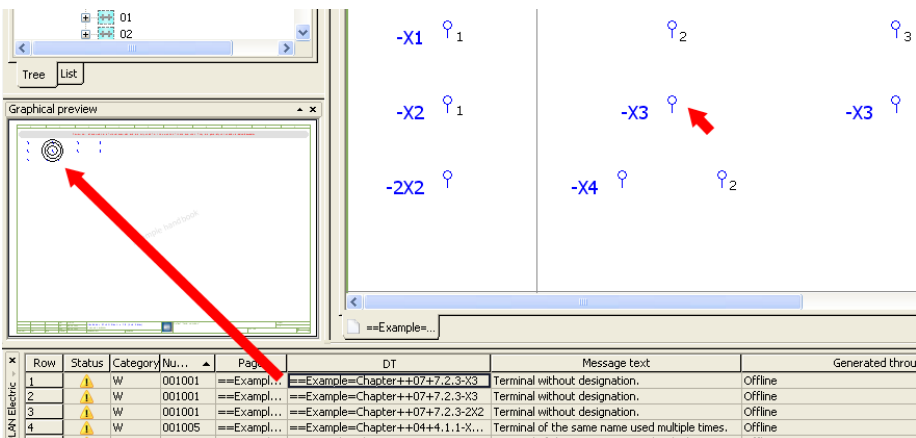 01
02
Tree List
Graphical preview
-X1 1 2 3
-X2 1 -X3 -X3
-2X2 -X4 2
==Example=...
Row Status Category Nu... Page DT Message text
1 W 001001 ==Exampl... ==Example=Chapter++07+7.2.3-X3 Terminal without designation. Offline
2 W 001001 ==Exampl... ==Example=Chapter++07+7.2.3-X3 Terminal without designation. Offline
3 W 001001 ==Exampl... ==Example=Chapter++07+7.2.3-2X2 Terminal without designation. Offline
4 W 001005 ==Exampl... ==Example=Chapter++04+4.1.1-X... Terminal of the same name used multiple times. Offline